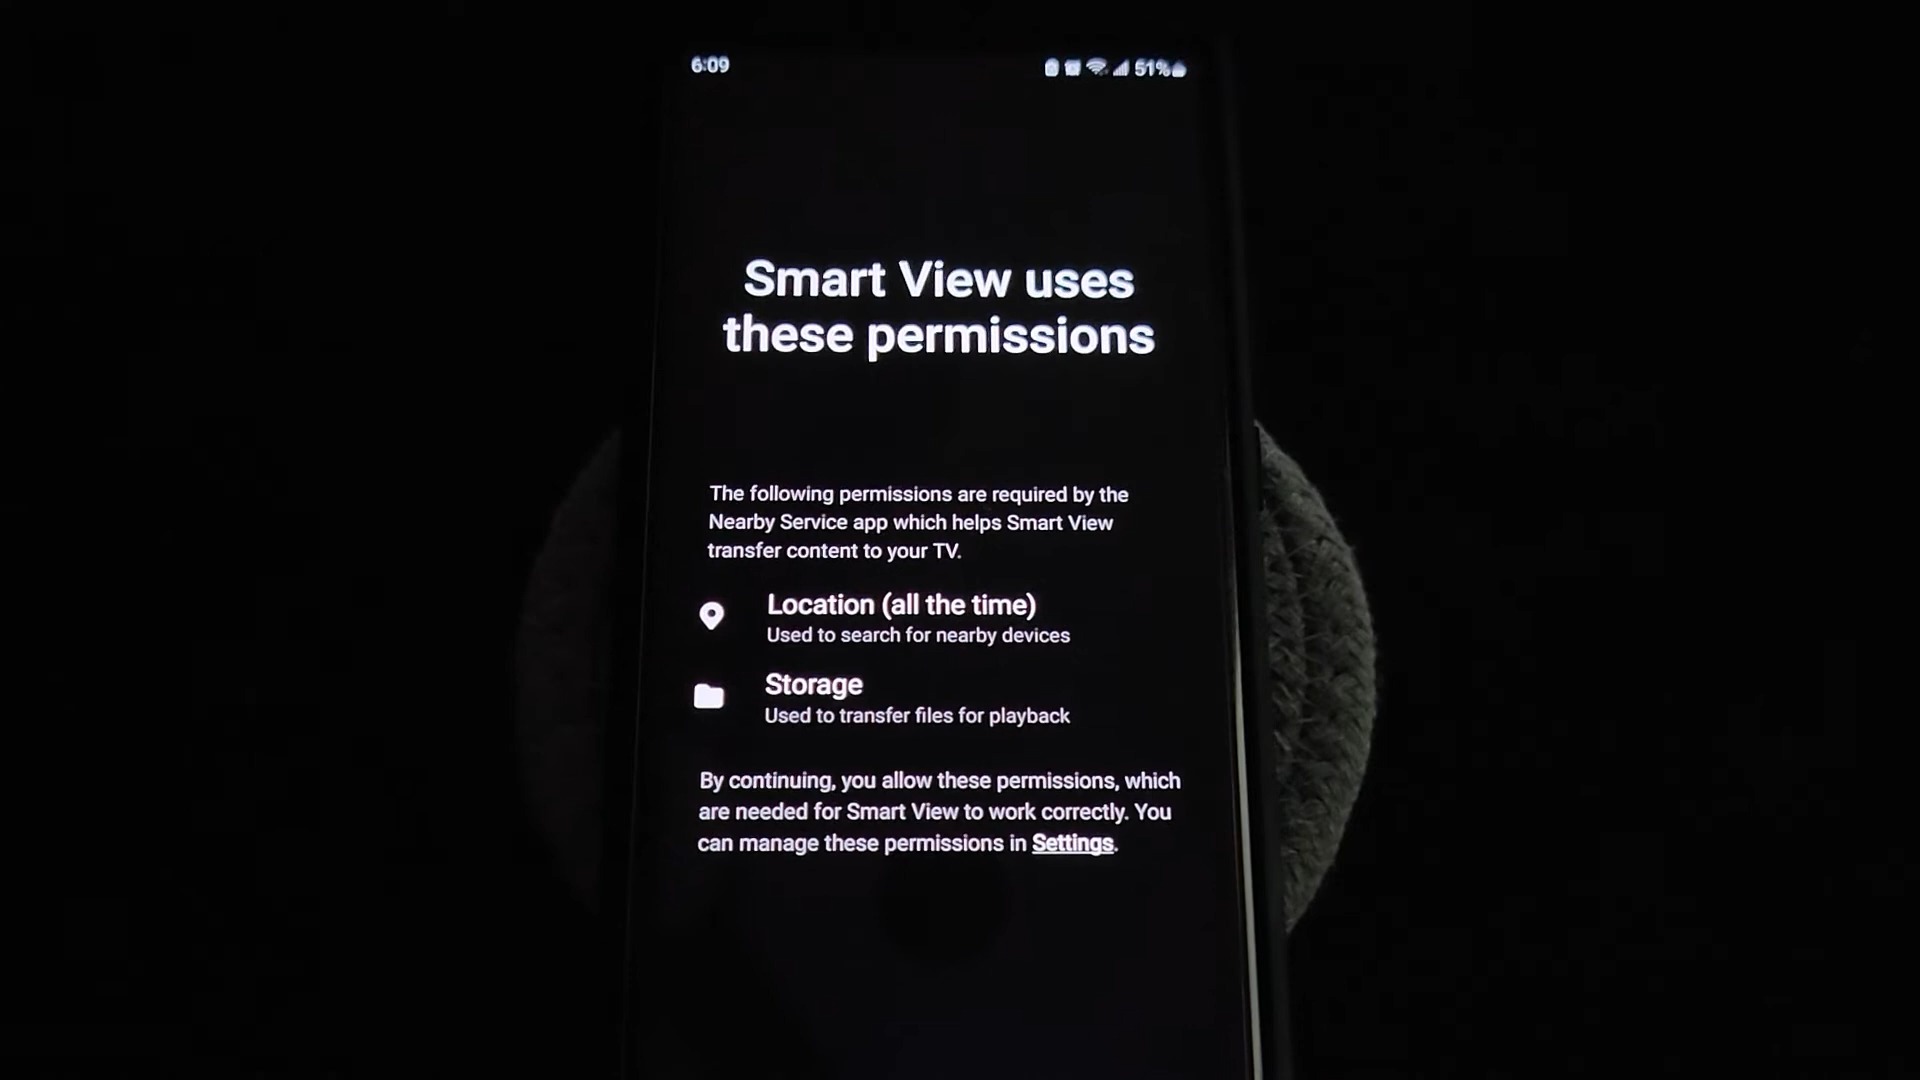 6:09 51%
Smart View uses
these permissions
The following permissions are required by the
Nearby Service app which helps Smart View
transfer content to your TV.
Location (all the time)
Used to search for nearby devices
Storage
Used to transfer files for playback
By continuing, you allow these permissions, which
are needed for Smart View to work correctly. You
can manage these permissions in Settings.